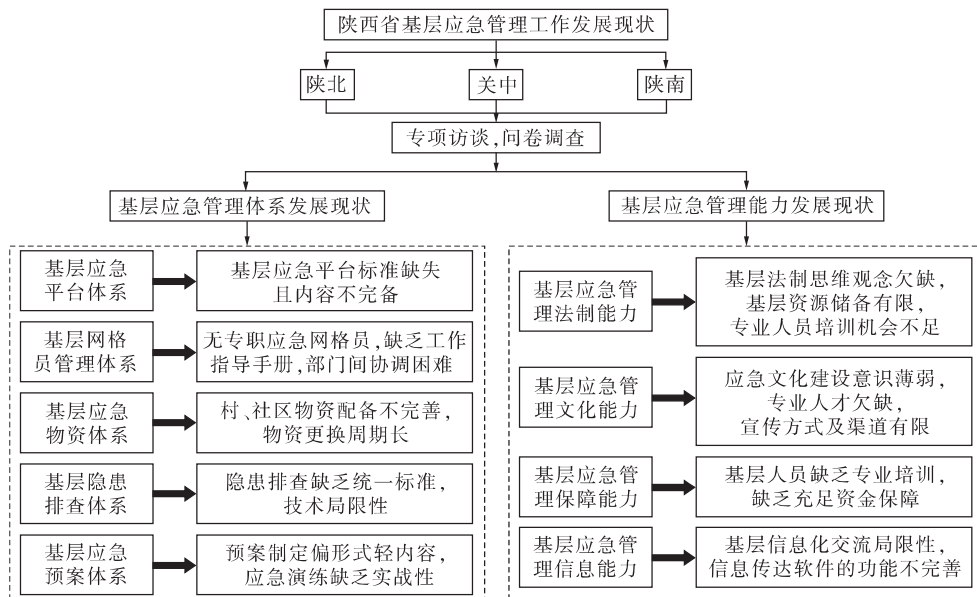 陕西省基层应急管理工作发展现状
陕北
关中
陕南
专项访谈,问卷调查
基层应急管理体系发展现状
基层应急管理能力发展现状
基层应急
平台体系
基层应急平台标准缺失
且内容不完备
基层网格
员管理体系
无专职应急网格员,缺乏工作
指导手册,部门间协调困难
基层应急
物资体系
村、社区物资配备不完善,
物资更换周期长
基层隐患
排查体系
隐患排查缺乏统一标准,
技术局限性
基层应急
预案体系
预案制定偏形式轻内容,
应急演练缺乏实战性
基层应急管
理法制能力
基层法制思维观念欠缺,
基层资源储备有限,
专业人员培训机会不足
基层应急管
理文化能力
应急文化建设意识薄弱,
专业人才欠缺,
宣传方式及渠道有限
基层应急管
理保障能力
基层人员缺乏专业培训,
缺乏充足资金保障
基层应急管
理信息能力
基层信息化交流局限性,
信息传达软件的功能不完善